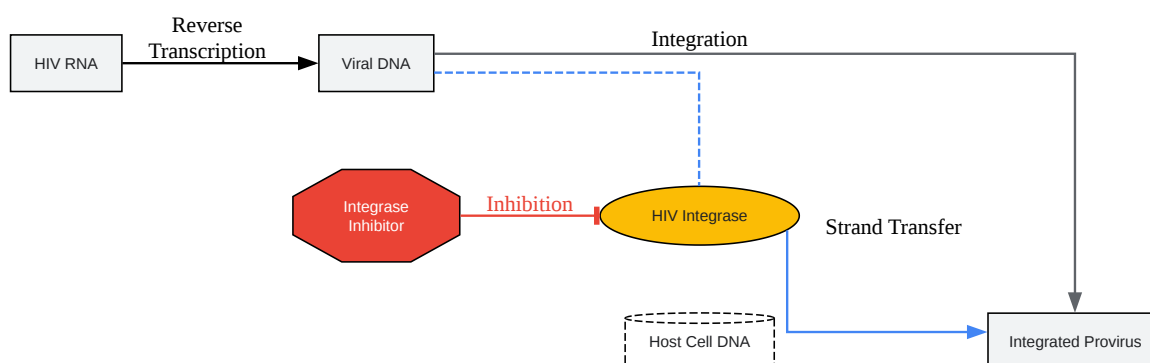 Reverse
Transcription
Integration
HIV RNA
Viral DNA
Integrase
Inhibitor
Inhibition
HIV Integrase
Strand Transfer
Host Cell DNA
Integrated Provirus